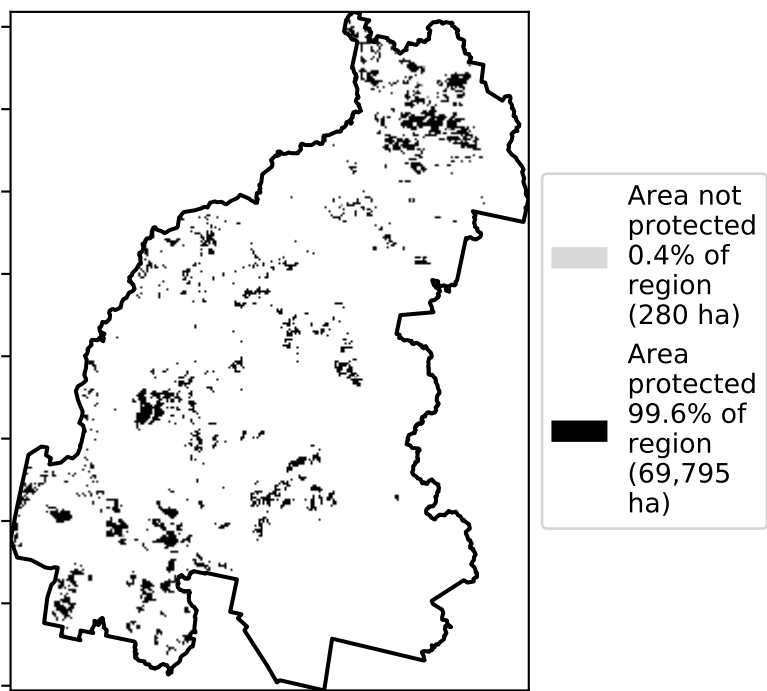 Area not
protected
0.4% of
region
(280 ha)
Area
protected
99.6% of
region
(69,795
ha)